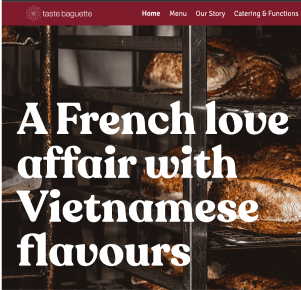 taste baguette
Home Menu Our Story Catering & Functions
A French love
affair with
Vietnamese
flavours